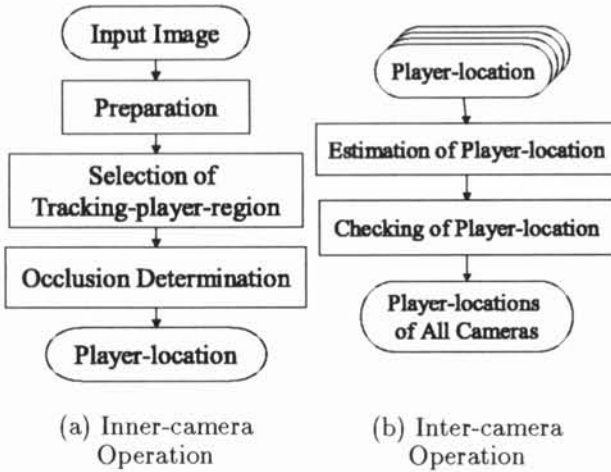 Input Image
Preparation
Selection of
Tracking-player-region
Occlusion Determination
Player-location
(a) Inner-camera
Operation
Player-location
Estimation of Player-location
Checking of Player-location
Player-locations
of All Cameras
(b) Inter-camera
Operation